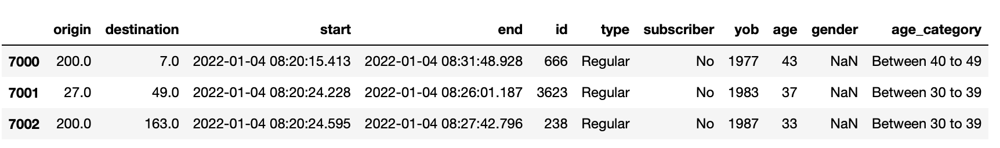 origin destination start end id type subscriber yob age gender age_category
7000 200.0 7.0 2022-01-04 08:20:15.413 2022-01-04 08:31:48.928 666 Regular No 1977 43 NaN Between 40 to 49
7001 27.0 49.0 2022-01-04 08:20:24.228 2022-01-04 08:26:01.187 3623 Regular No 1983 37 NaN Between 30 to 39
7002 200.0 163.0 2022-01-04 08:20:24.595 2022-01-04 08:27:42.796 238 Regular No 1987 33 NaN Between 30 to 39